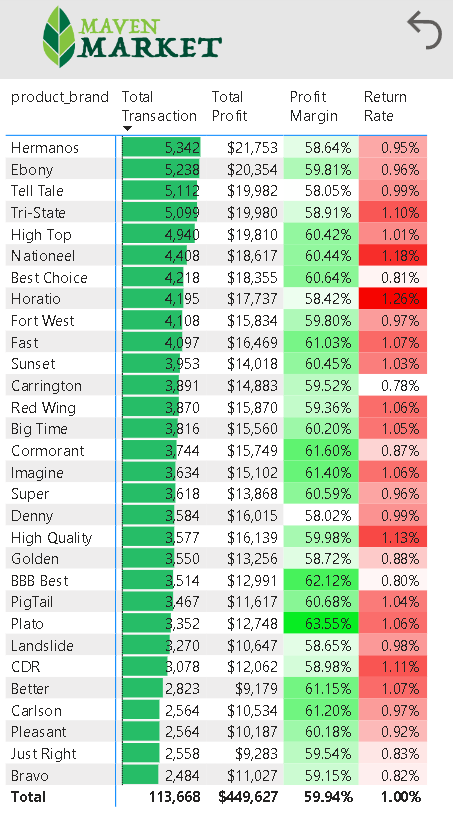 MAVEN
MARKET
product_brand Total Transaction Total Profit Profit Margin Return Rate
Hermanos 5,342 $21,753 58.64% 0.95%
Ebony 5,238 $20,354 59.81% 0.96%
Tell Tale 5,112 $19,982 58.05% 0.99%
Tri-State 5,099 $19,980 58.91% 1.10%
High Top 4,940 $19,810 60.42% 1.01%
Nationeel 4,408 $18,617 60.44% 1.18%
Best Choice 4,218 $18,355 60.64% 0.81%
Horatio 4,195 $17,737 58.42% 1.26%
Fort West 4,108 $15,834 59.80% 0.97%
Fast 4,097 $16,469 61.03% 1.07%
Sunset 3,953 $14,018 60.45% 1.03%
Carrington 3,891 $14,883 59.52% 0.78%
Red Wing 3,870 $15,870 59.36% 1.06%
Big Time 3,816 $15,560 60.20% 1.05%
Cormorant 3,744 $15,749 61.60% 0.87%
Imagine 3,634 $15,102 61.40% 1.06%
Super 3,618 $13,868 60.59% 0.96%
Denny 3,584 $16,015 58.02% 0.99%
High Quality 3,577 $16,139 59.98% 1.13%
Golden 3,550 $13,256 58.72% 0.88%
BBB Best 3,514 $12,991 62.12% 0.80%
PigTail 3,467 $11,617 60.68% 1.04%
Plato 3,352 $12,748 63.55% 1.06%
Landslide 3,270 $10,647 58.65% 0.98%
CDR 3,078 $12,062 58.98% 1.11%
Better 2,823 $9,179 61.15% 1.07%
Carlson 2,564 $10,534 61.20% 0.97%
Pleasant 2,564 $10,187 60.18% 0.92%
Just Right 2,558 $9,283 59.54% 0.83%
Bravo 2,484 $11,027 59.15% 0.82%
Total 113,668 $449,627 59.94% 1.00%